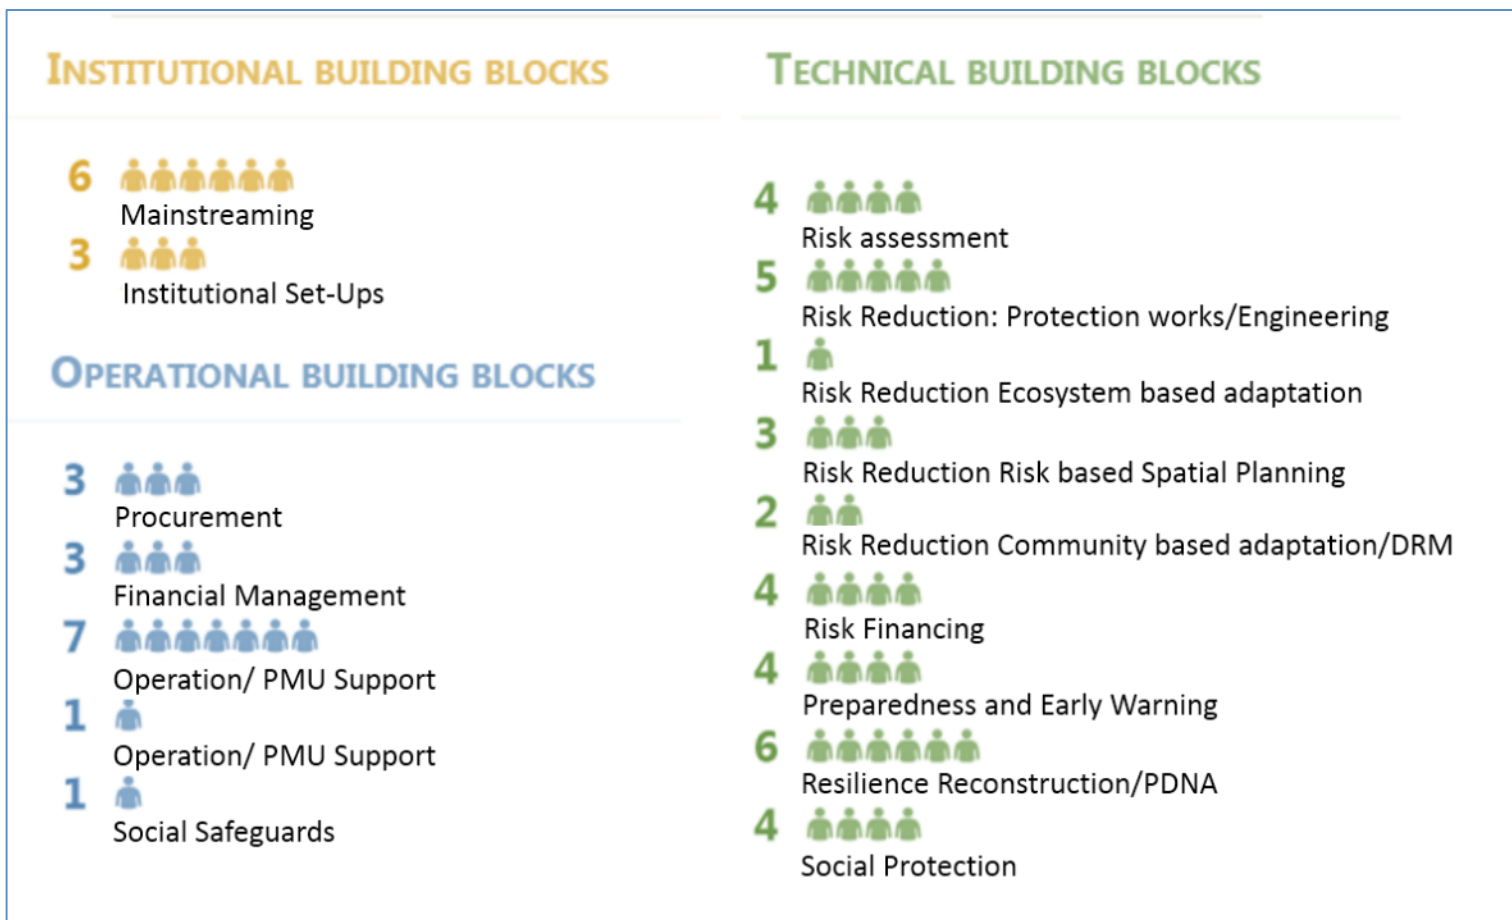 INSTITUTIONAL BUILDING BLOCKS
6
Mainstreaming
3
Institutional Set-Ups
OPERATIONAL BUILDING BLOCKS
3
Procurement
3
Financial Management
7
Operation/ PMU Support
1
Operation/ PMU Support
1
Social Safeguards
TECHNICAL BUILDING BLOCKS
4
Risk assessment
5
Risk Reduction: Protection works/Engineering
1
Risk Reduction Ecosystem based adaptation
3
Risk Reduction Risk based Spatial Planning
2
Risk Reduction Community based adaptation/DRM
4
Risk Financing
4
Preparedness and Early Warning
6
Resilience Reconstruction/PDNA
4
Social Protection